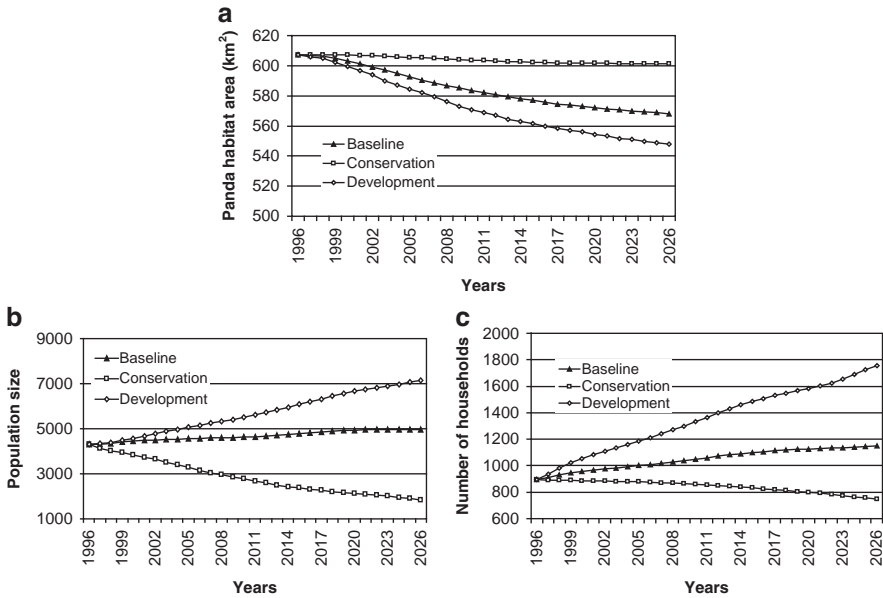 a
Panda habitat area (km²)
620
600
580
560
540
520
500
Baseline
Conservation
Development
1996
1999
2002
2005
2008
2011
2014
2017
2020
2023
2026
Years
b
Population size
9000
7000
5000
3000
1000
Baseline
Conservation
Development
1996
1999
2002
2005
2008
2011
2014
2017
2020
2023
2026
Years
c
Number of households
2000
1800
1600
1400
1200
1000
800
600
Baseline
Conservation
Development
1996
1999
2002
2005
2008
2011
2014
2017
2020
2023
2026
Years